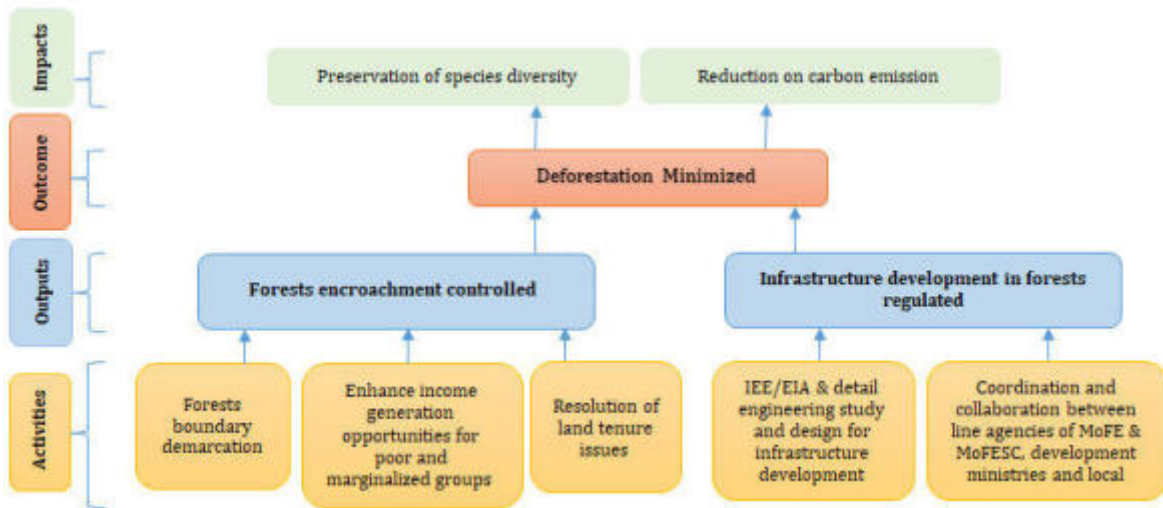 Impacts
Preservation of species diversity
Reduction on carbon emission
Outcome
Deforestation Minimized
Outputs
Forests encroachment controlled
Infrastructure development in forests
regulated
Activities
Forests
boundary
demarcation
Enhance income
generation
opportunities for
poor and
marginalized groups
Resolution of
land tenure
issues
IEE/EIA & detail
engineering study
and design for
infrastructure
development
Coordination and
collaboration between
line agencies of MoFE &
MoFESC, development
ministries and local